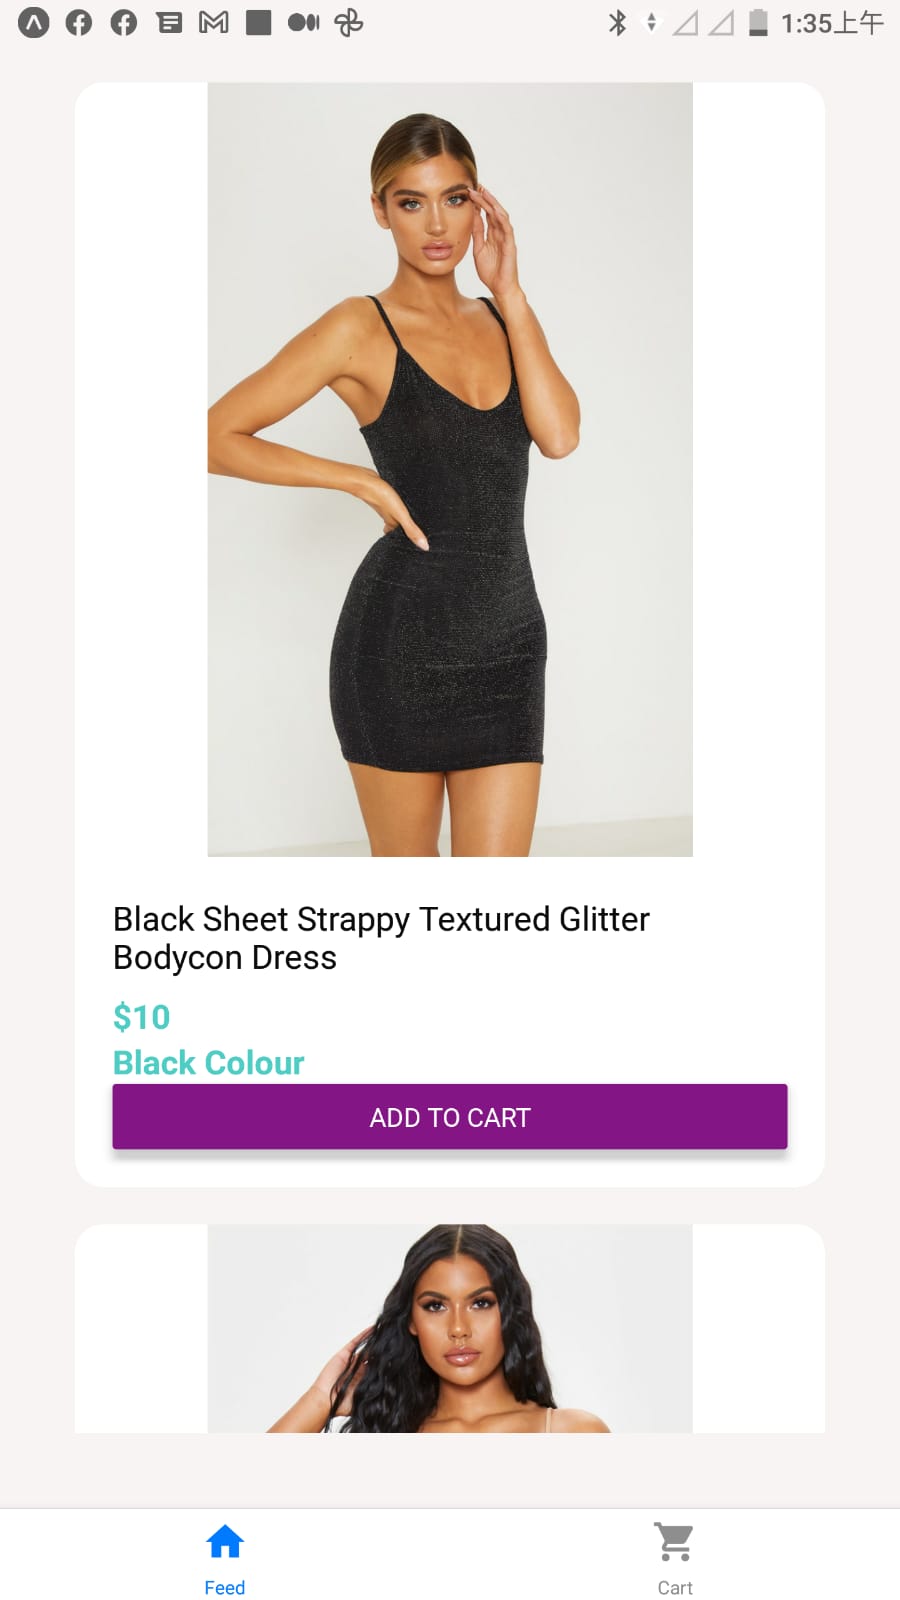 1:35上午
Black Sheet Strappy Textured Glitter
Bodycon Dress
$10
Black Colour
ADD TO CART
Feed
Cart